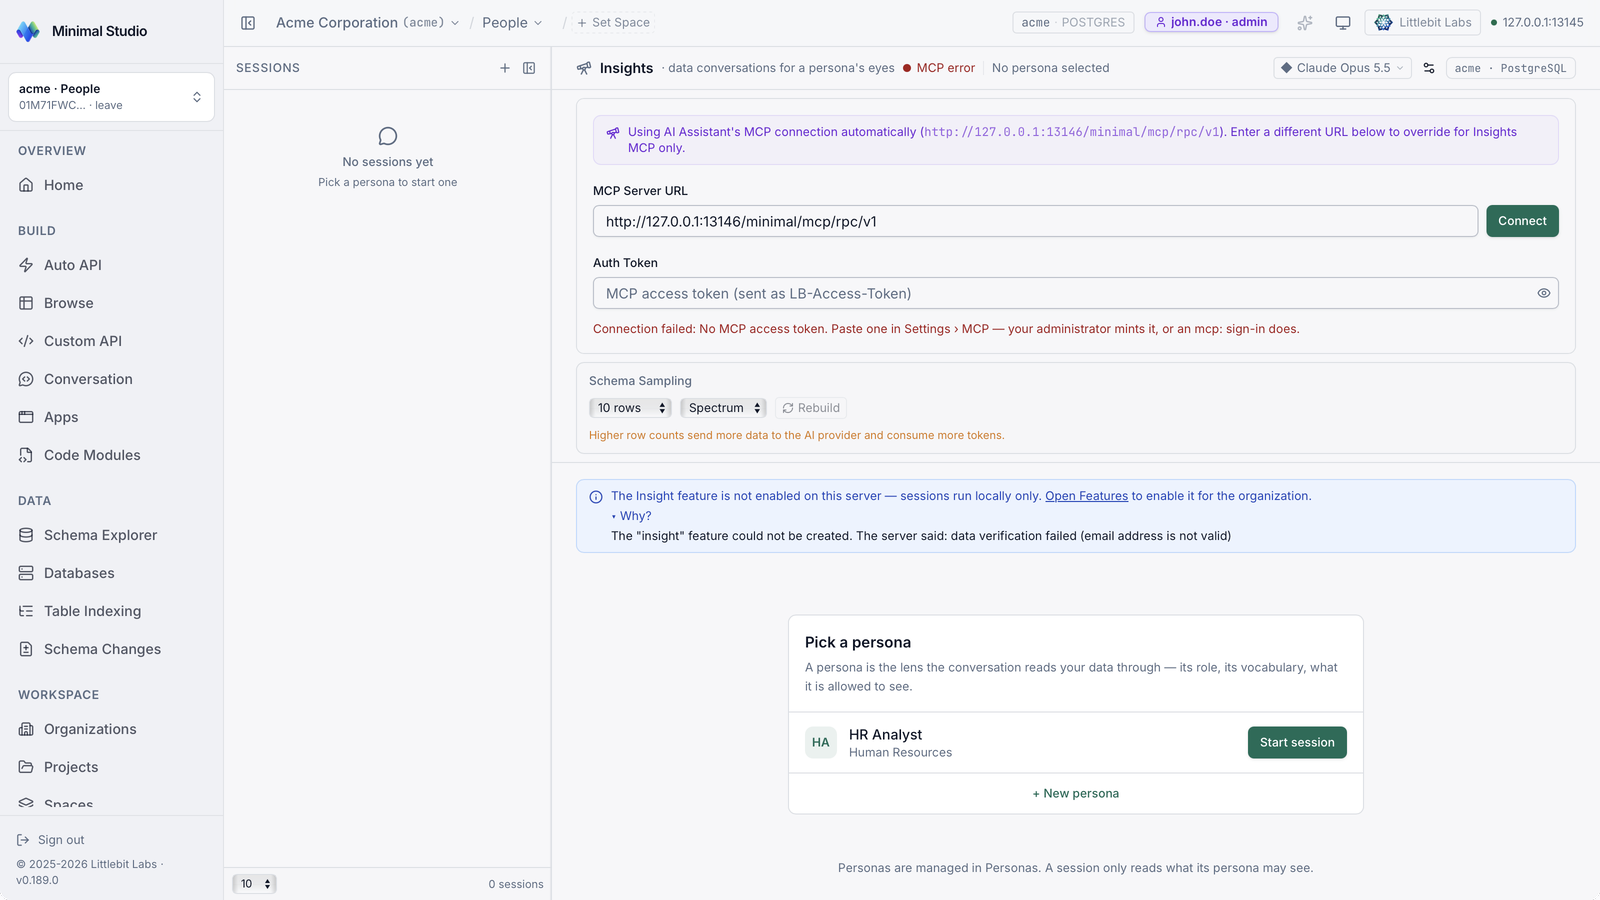 Minimal Studio
acme · People
01M71FWC... · leave
OVERVIEW
Home
BUILD
Auto API
Browse
Custom API
Conversation
Apps
Code Modules
DATA
Schema Explorer
Databases
Table Indexing
Schema Changes
WORKSPACE
Organizations
Projects
Spaces
Sign out
© 2025-2026 Littlebit Labs ·
v0.189.0
Acme Corporation (acme) / People / + Set Space
acme · POSTGRES
john.doe · admin
Littlebit Labs
127.0.0.1:13145
SESSIONS
No sessions yet
Pick a persona to start one
10
0 sessions
Insights · data conversations for a persona's eyes MCP error No persona selected
Claude Opus 5.5
acme · PostgreSQL
Using AI Assistant's MCP connection automatically (http://127.0.0.1:13146/minimal/mcp/rpc/v1). Enter a different URL below to override for Insights
MCP only.
MCP Server URL
http://127.0.0.1:13146/minimal/mcp/rpc/v1
Connect
Auth Token
MCP access token (sent as LB-Access-Token)
Connection failed: No MCP access token. Paste one in Settings › MCP — your administrator mints it, or an mcp: sign-in does.
Schema Sampling
10 rows Spectrum Rebuild
Higher row counts send more data to the AI provider and consume more tokens.
The Insight feature is not enabled on this server — sessions run locally only. Open Features to enable it for the organization.
Why?
The "insight" feature could not be created. The server said: data verification failed (email address is not valid)
Pick a persona
A persona is the lens the conversation reads your data through — its role, its vocabulary, what
it is allowed to see.
HA
HR Analyst
Human Resources
Start session
+ New persona
Personas are managed in Personas. A session only reads what its persona may see.